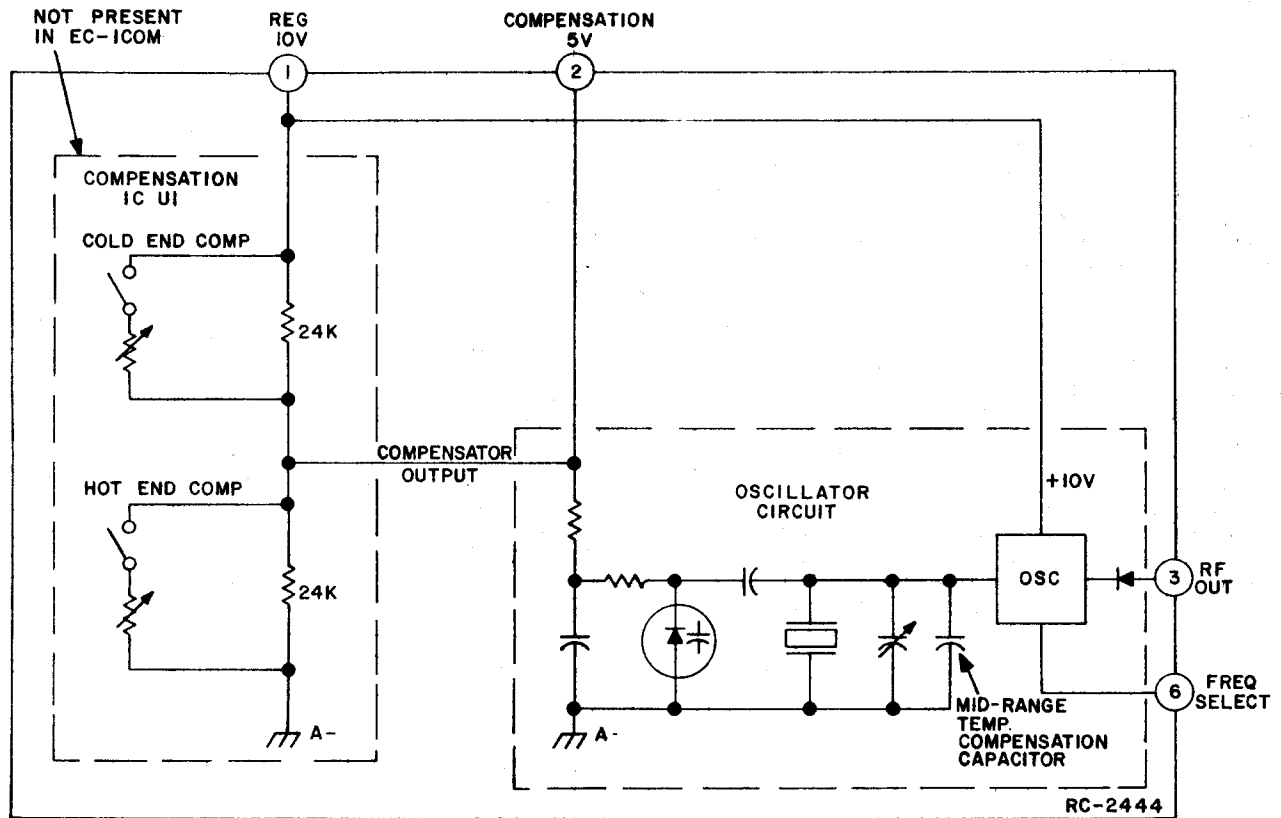 NOT PRESENT
IN EC-ICOM
REG
10V
COMPENSATION
5V
1
2
COMPENSATION
IC U1
COLD END COMP
24K
COMPENSATOR
OUTPUT
HOT END COMP
24K
A-
OSCILLATOR
CIRCUIT
+10V
OSC
3
RF
OUT
6
FREQ
SELECT
A-
MID-RANGE
TEMP.
COMPENSATION
CAPACITOR
RC-2444